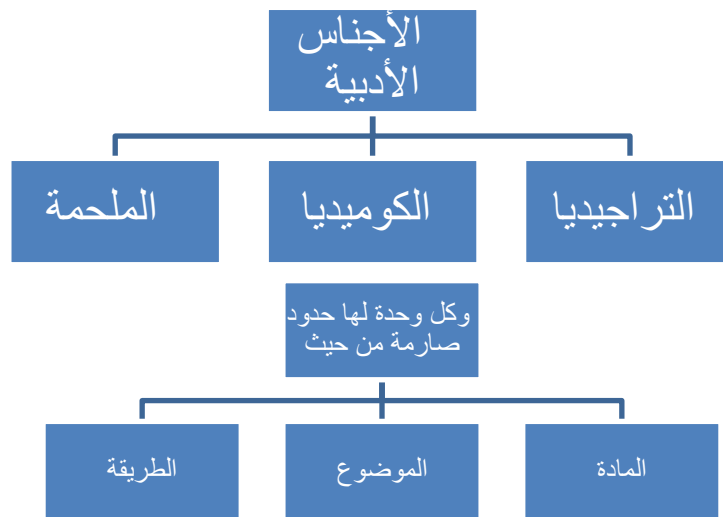 الأجناس
الأدبية
التراجيديا
الكوميديا
الملحمة
وكل وحدة لها حدود
صارمة من حيث
المادة
الموضوع
الطريقة